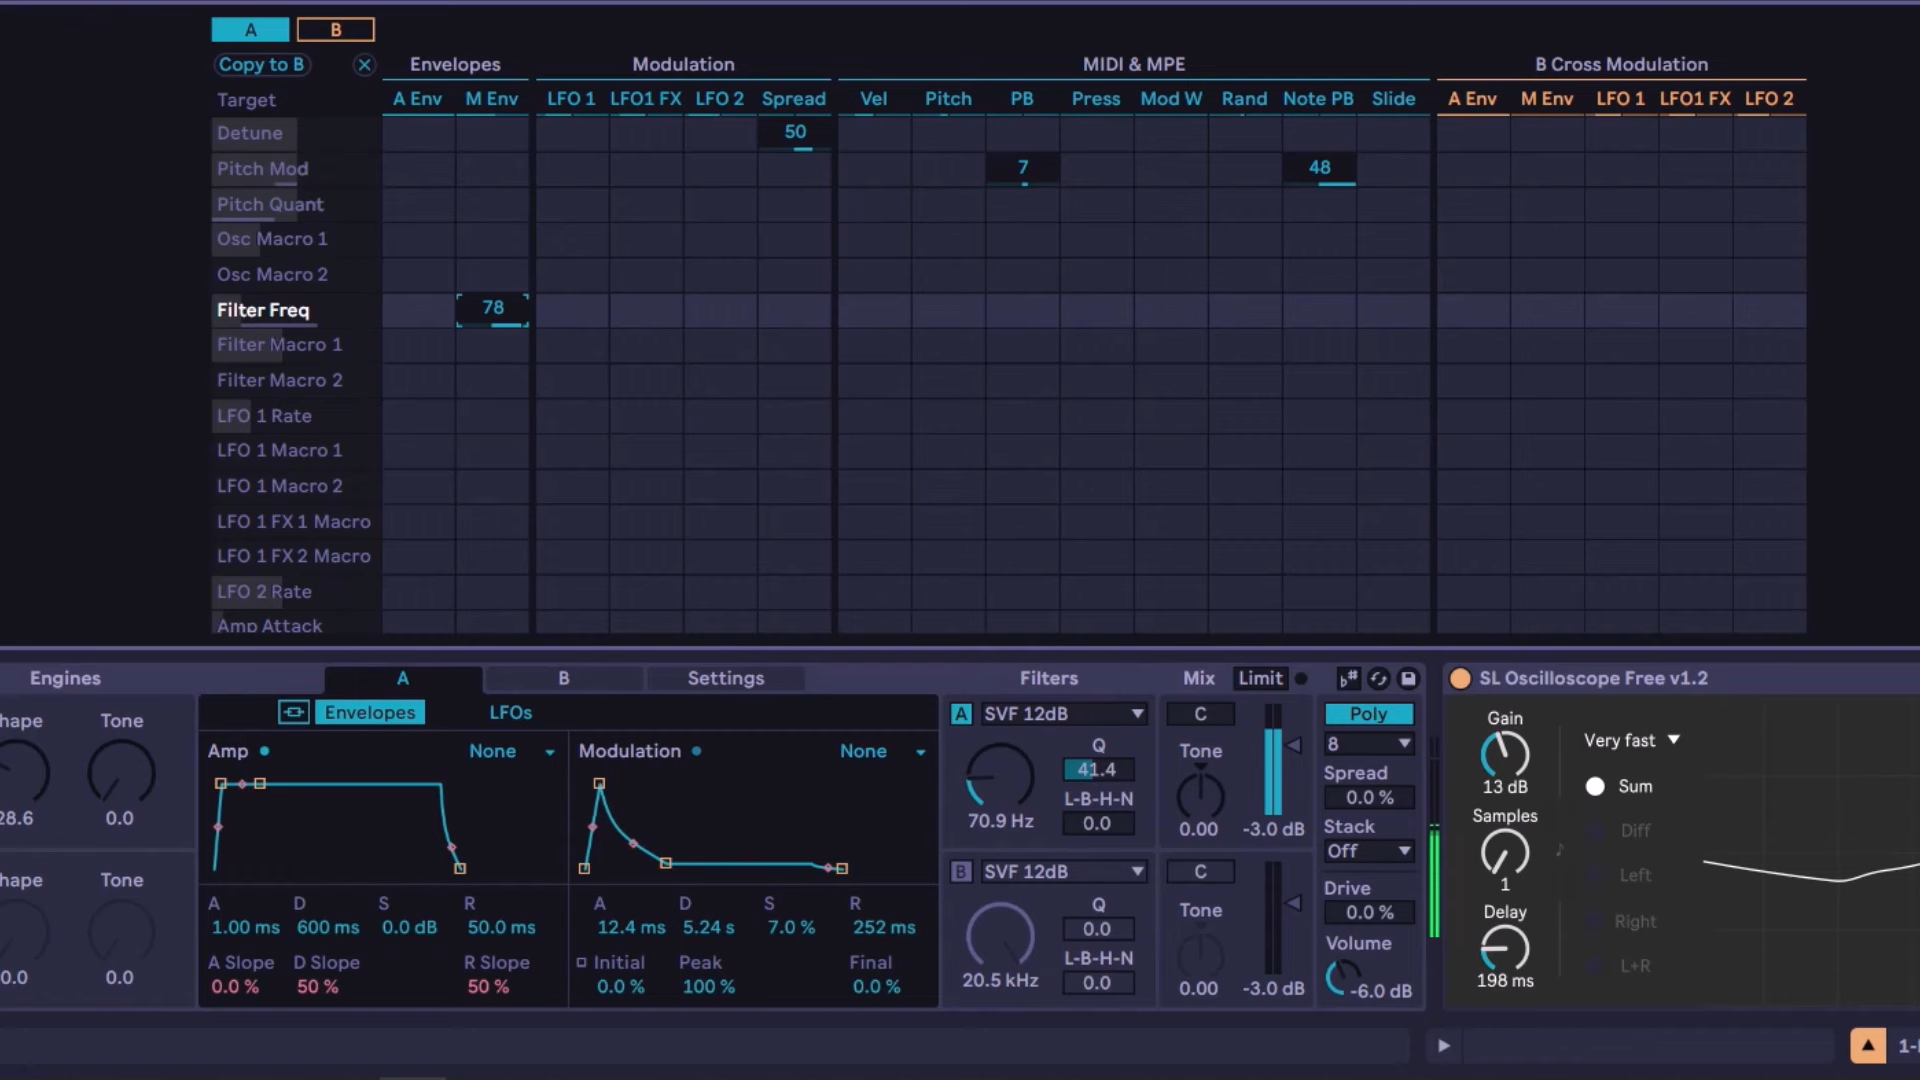 A B
Copy to B Envelopes Modulation MIDI & MPE B Cross Modulation
Target A Env M Env LFO 1 LFO1 FX LFO 2 Spread Vel Pitch PB Press Mod W Rand Note PB Slide A Env M Env LFO 1 LFO1 FX LFO 2
Detune 50
Pitch Mod 7 48
Pitch Quant
Osc Macro 1
Osc Macro 2
Filter Freq 78
Filter Macro 1
Filter Macro 2
LFO 1 Rate
LFO 1 Macro 1
LFO 1 Macro 2
LFO 1 FX 1 Macro
LFO 1 FX 2 Macro
LFO 2 Rate
Amp Attack
Engines A B Settings Filters Mix Limit SL Oscilloscope Free v1.2
hape Tone
28.6 0.0
hape Tone
0.0 0.0
Envelopes LFOs
Amp None
A D S R
1.00 ms 600 ms 0.0 dB 50.0 ms
A Slope D Slope R Slope
0.0 % 50 % 50 %
Modulation None
A D S R
12.4 ms 5.24 s 7.0 % 252 ms
Initial Peak Final
0.0 % 100 % 0.0 %
A SVF 12dB
Q
41.4
L-B-H-N
70.9 Hz 0.0
B SVF 12dB
Q
0.0
L-B-H-N
20.5 kHz 0.0
C
Tone
0.00 -3.0 dB
C
Tone
0.00 -3.0 dB
Poly
8
Spread
0.0 %
Stack
Off
Drive
0.0 %
Volume
-6.0 dB
Gain
13 dB
Samples
1
Delay
198 ms
Very fast
Sum
Diff
Left
Right
L+R